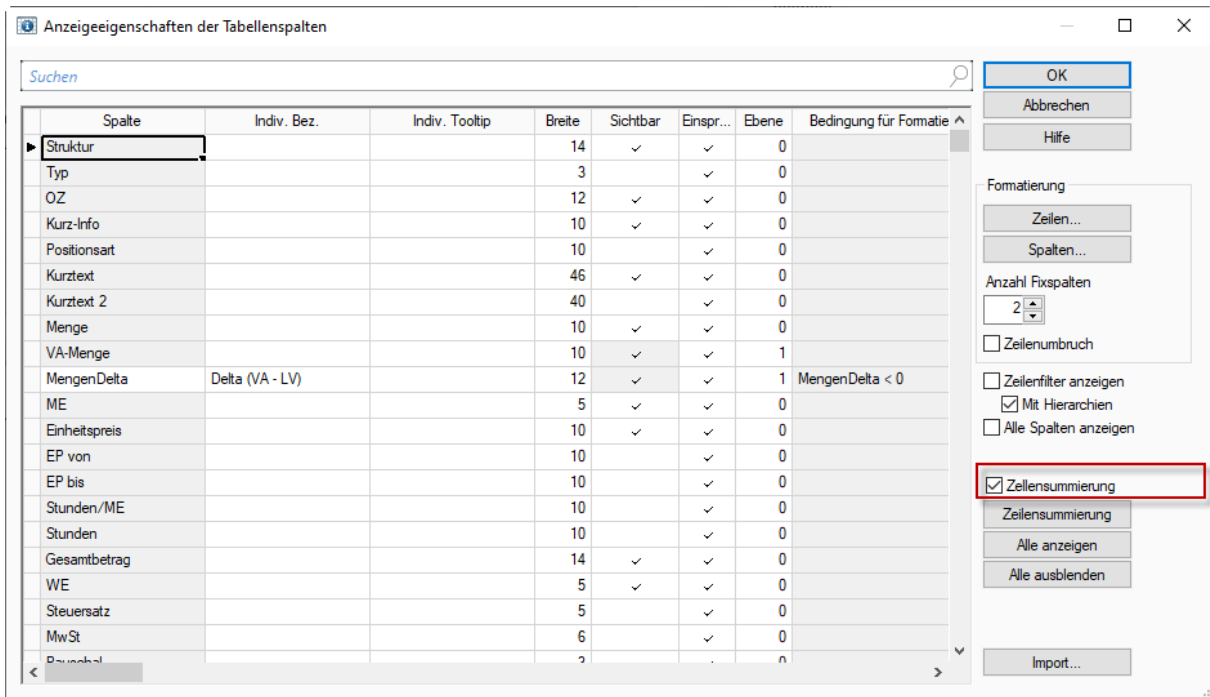 Anzeigeeigenschaften der Tabellenspalten
Suchen
Spalte Indiv. Bez. Indiv. Tooltip Breite Sichtbar Einspr... Ebene Bedingung für Formatie
Struktur 14 0
Typ 3 0
OZ 12 0
Kurz-Info 10 0
Positionsart 10 0
Kurztext 46 0
Kurztext 2 40 0
Menge 10 0
VA-Menge 10 1
MengenDelta Delta (VA - LV) 12 1 MengenDelta < 0
ME 5 0
Einheitspreis 10 0
EP von 10 0
EP bis 10 0
Stunden/ME 10 0
Stunden 10 0
Gesamtbetrag 14 0
WE 5 0
Steuersatz 5 0
MwSt 6 0
OK
Abbrechen
Hilfe
Formatierung
Zeilen...
Spalten...
Anzahl Fixspalten
2
Zeilenumbruch
Zeilenfilter anzeigen
Mit Hierarchien
Alle Spalten anzeigen
Zellensummierung
Zeilensummierung
Alle anzeigen
Alle ausblenden
Import...